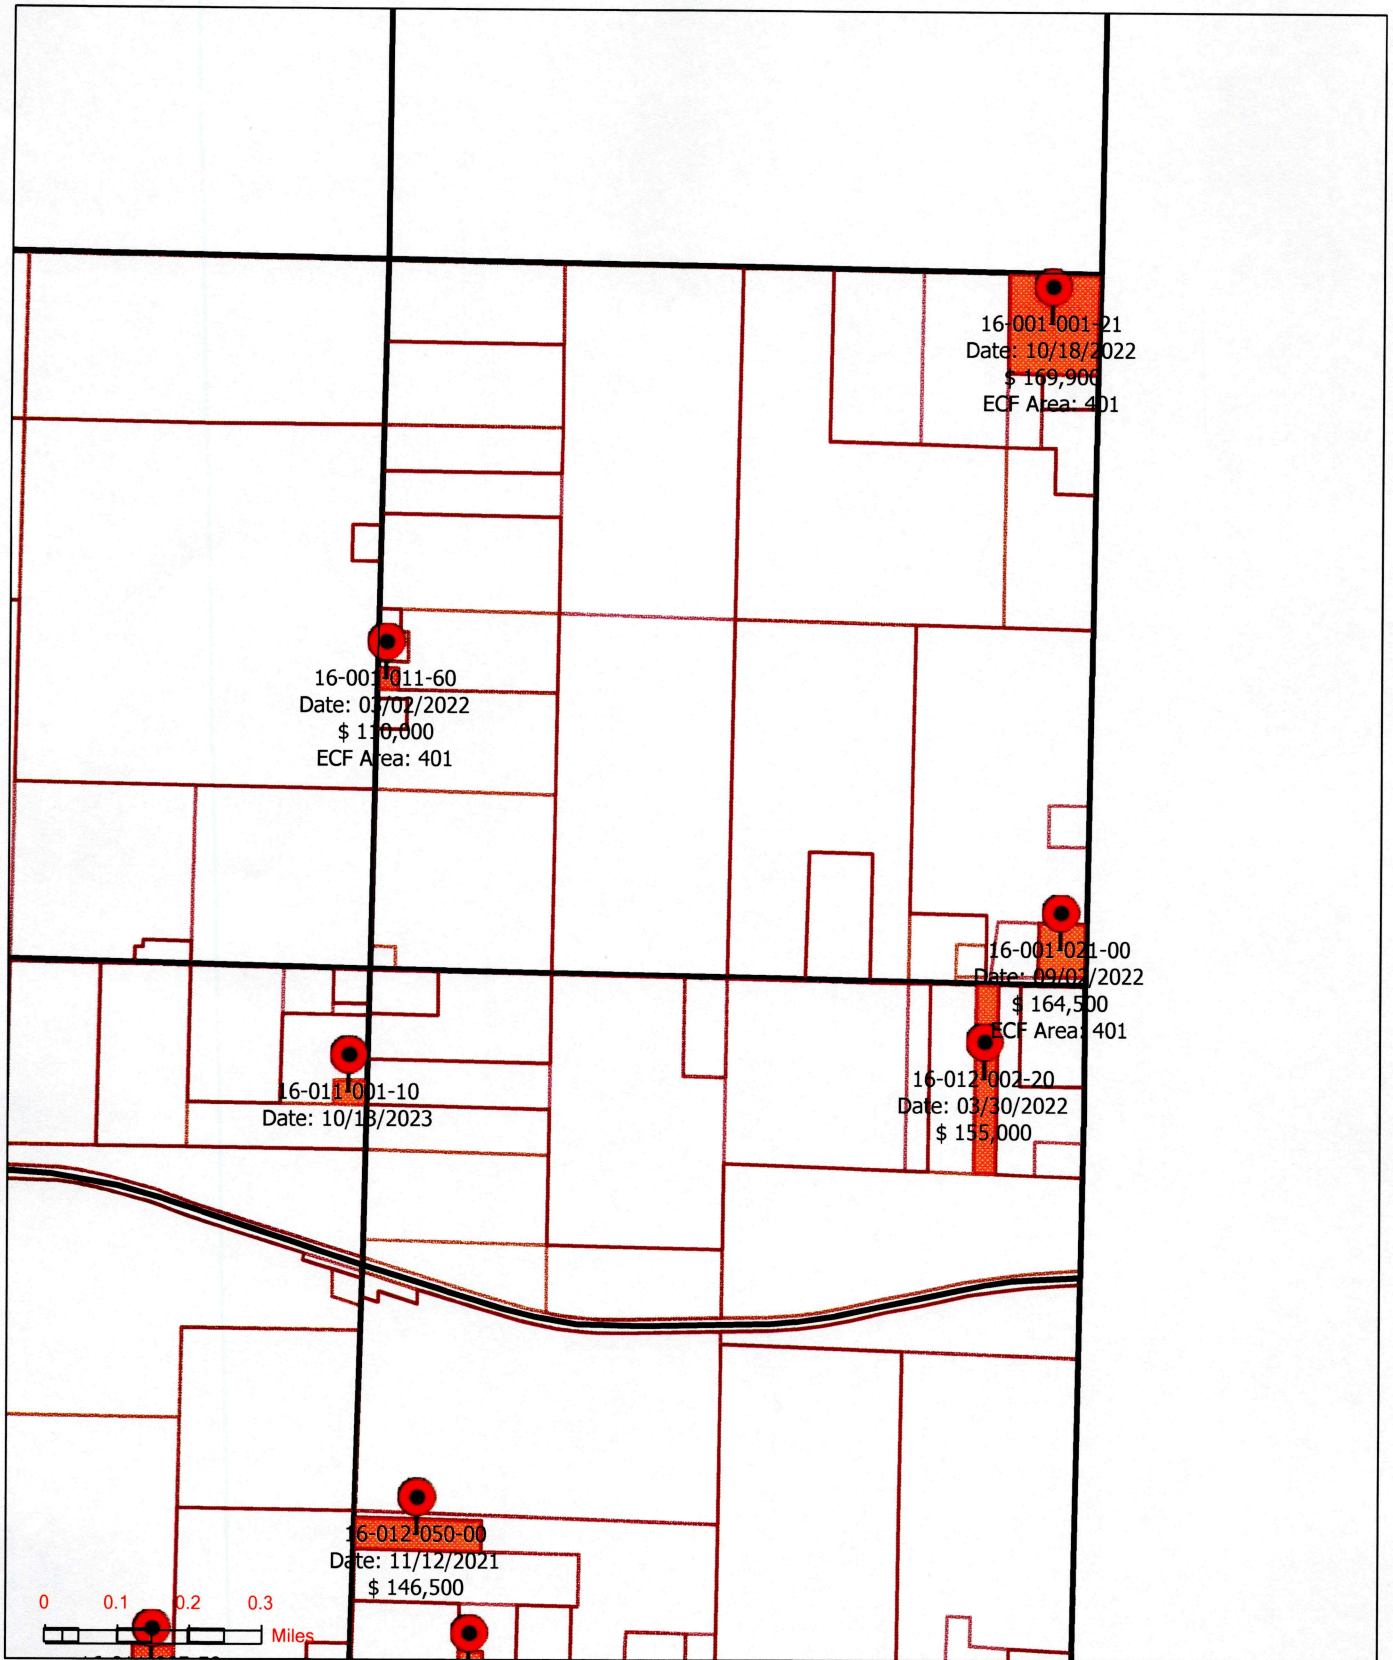 16-001-001-21
Date: 10/18/2022
$ 169,900
ECF Area: 401
16-001-011-60
Date: 03/02/2022
$ 110,000
ECF Area: 401
16-001-021-00
Date: 09/02/2022
$ 164,500
ECF Area: 401
16-011-001-10
Date: 10/13/2023
16-012-002-20
Date: 03/30/2022
$ 155,000
16-012-050-00
Date: 11/12/2021
$ 146,500
0 0.1 0.2 0.3
Miles